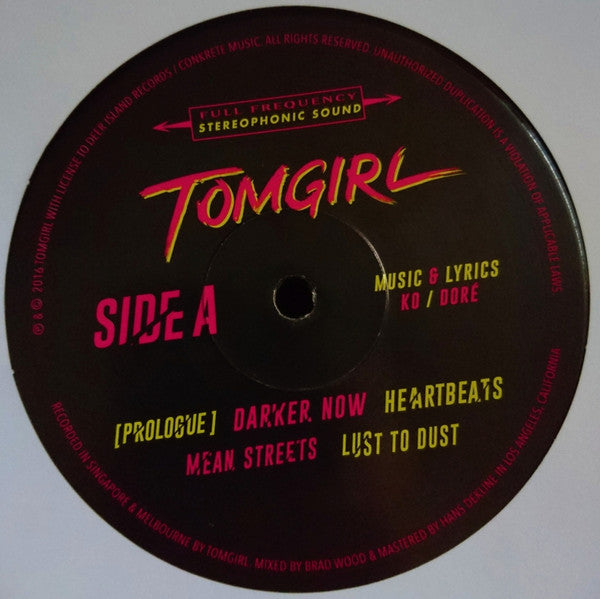 ℗ & © 2016 TOMGIRL WITH LICENSE TO DEER ISLAND RECORDS / CONKRETE MUSIC. ALL RIGHTS RESERVED. UNAUTHORIZED DUPLICATION IS A VIOLATION OF APPLICABLE LAWS.
FULL FREQUENCY
STEREOPHONIC SOUND
TOMGIRL
SIDE A
MUSIC & LYRICS
KO / DORÉ
[PROLOGUE] DARKER NOW HEARTBEATS
MEAN STREETS LUST TO DUST
RECORDED IN SINGAPORE & MELBOURNE BY TOMGIRL. MIXED BY BRAD WOOD & MASTERED BY HANS DEKLINE IN LOS ANGELES, CALIFORNIA